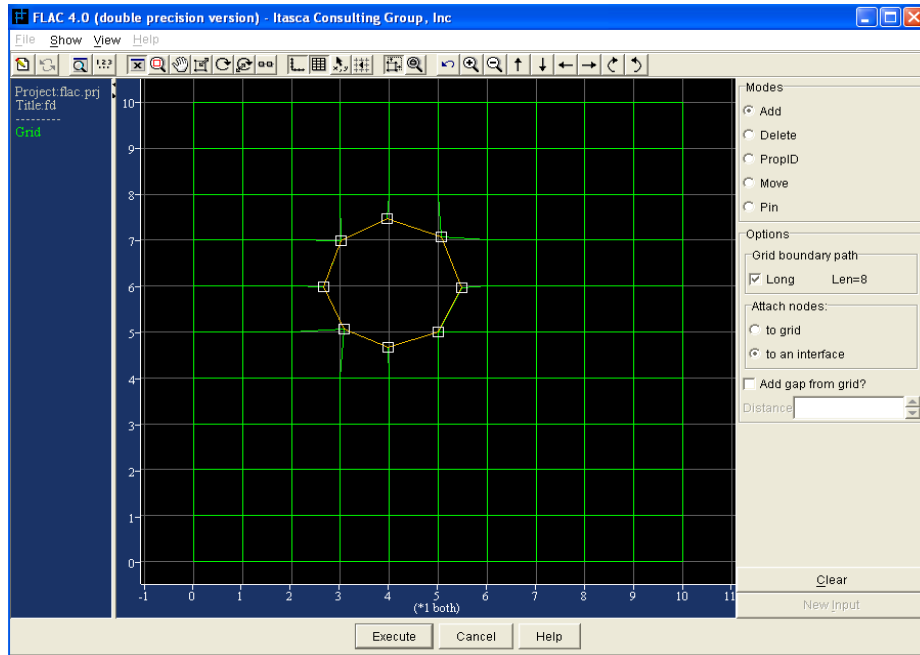 FLAC 4.0 (double precision version) - Itasca Consulting Group, Inc
File Show View Help
1 2 3
Project:flac.prj
Title:fd
---------
Grid
10
9
8
7
6
5
4
3
2
1
0
-1 0 1 2 3 4 5 6 7 8 9 10 11
(*1 both)
Modes
Add
Delete
PropID
Move
Pin
Options
Grid boundary path
Long Len=8
Attach nodes:
to grid
to an interface
Add gap from grid?
Distance
Clear
New Input
Execute Cancel Help